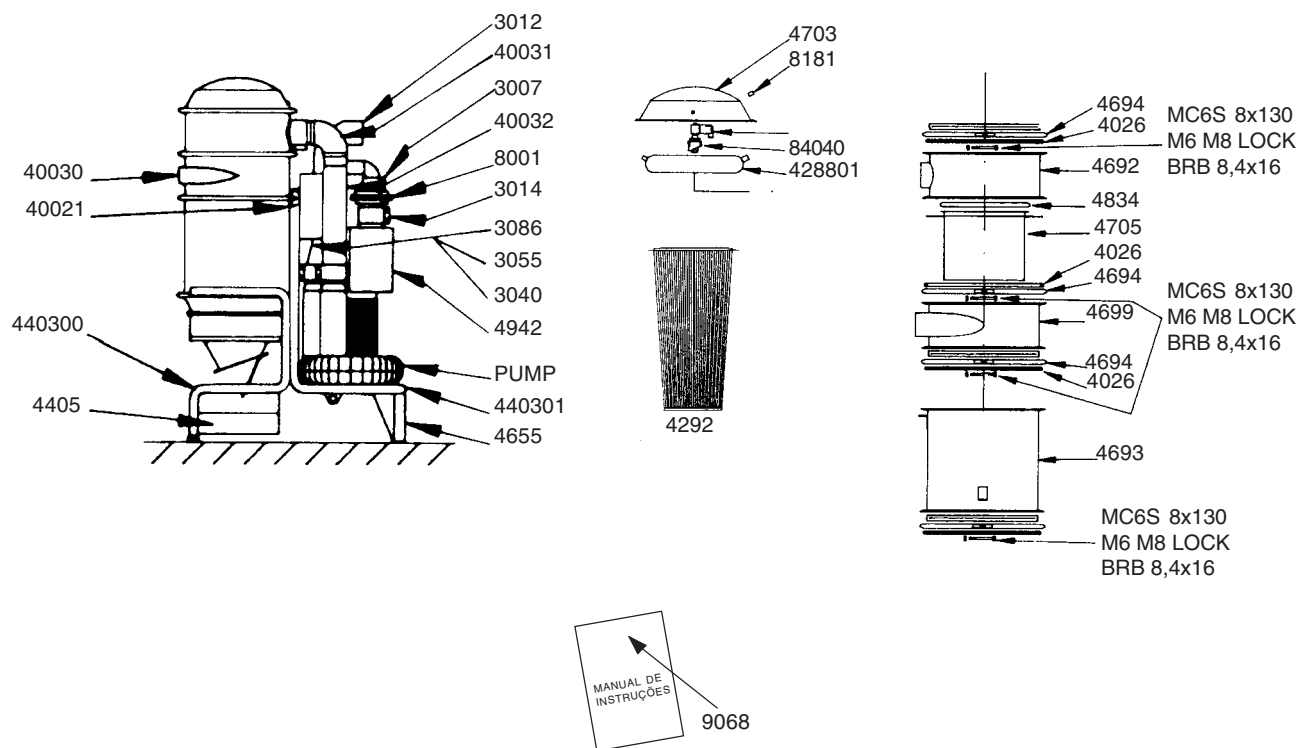 3012
40031
3007
40032
8001
3014
3086
3055
3040
4942
PUMP
440301
4655
40030
40021
440300
4405
4703
8181
84040
428801
4292
4694
4026
4692
4834
4705
4026
4694
4699
4694
4026
4693
MC6S 8x130
M6 M8 LOCK
BRB 8,4x16
MC6S 8x130
M6 M8 LOCK
BRB 8,4x16
MC6S 8x130
M6 M8 LOCK
BRB 8,4x16
MANUAL DE
INSTRUÇÕES
9068